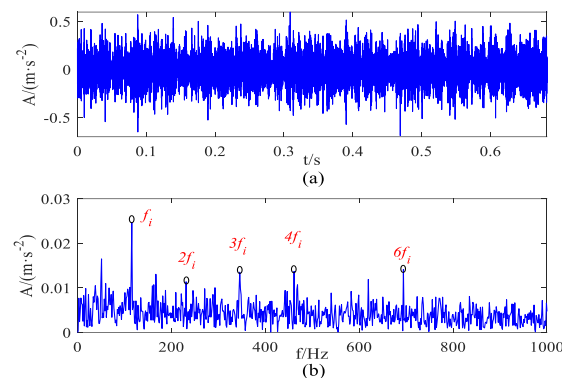 0.5
0
-0.5
A/(m·s⁻²)
0 0.1 0.2 0.3 0.4 0.5 0.6
t/s
(a)
0.03
0.02
0.01
0
A/(m·s⁻²)
fᵢ
2fᵢ
3fᵢ
4fᵢ
6fᵢ
0 200 400 600 800 1000
f/Hz
(b)